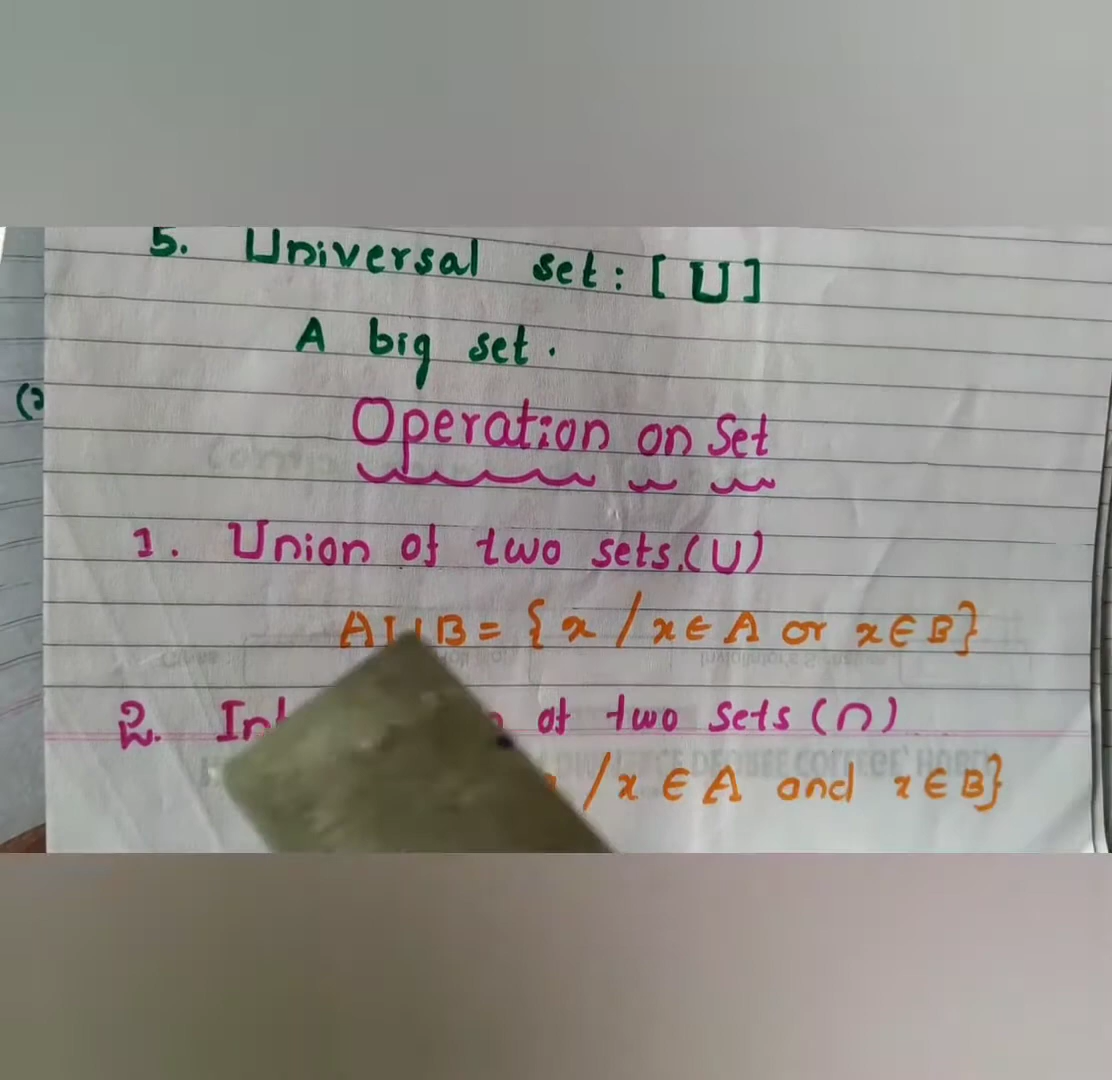 5. Universal set: [U]
A big set.
Operation on Set
1. Union of two sets.(U)
A∪B = {x / x∈A or x∈B}
2. of two sets (∩)
/x ∈ A and x ∈ B}